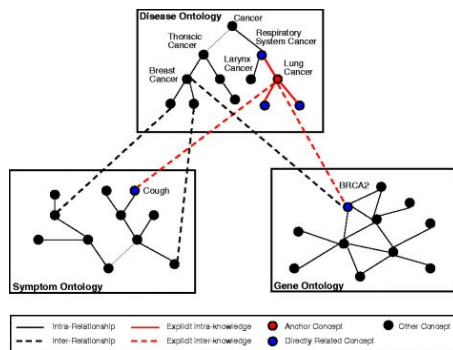 Disease Ontology
Cancer
Thoracic
Cancer
Respiratory
System Cancer
Larynx
Cancer
Lung
Cancer
Breast
Cancer
Cough
BRCA2
Symptom Ontology
Gene Ontology
Intra-Relationship
Explicit Intra-knowledge
Anchor Concept
Other Concept
Inter-Relationship
Explicit Inter-knowledge
Directly Related Concept